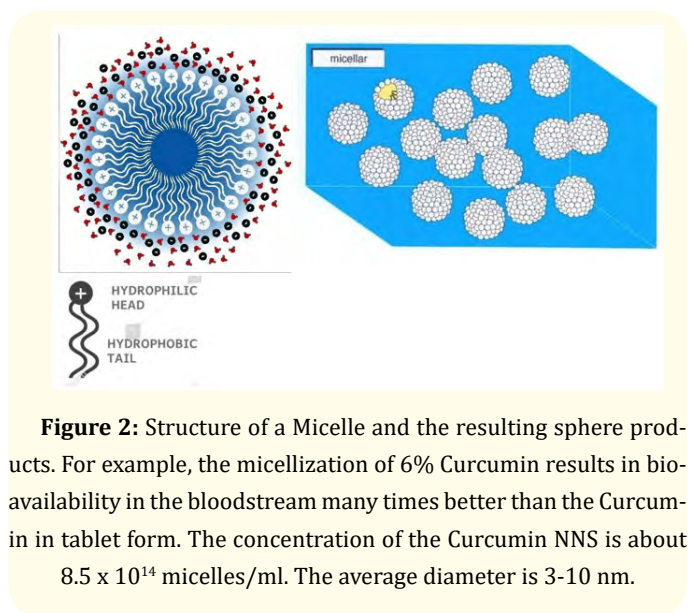 micellar
HYDROPHILIC
HEAD
HYDROPHOBIC
TAIL
Figure 2: Structure of a Micelle and the resulting sphere prod-
ucts. For example, the micellization of 6% Curcumin results in bio-
availability in the bloodstream many times better than the Curcum-
in in tablet form. The concentration of the Curcumin NNS is about
8.5 x 10¹⁴ micelles/ml. The average diameter is 3-10 nm.